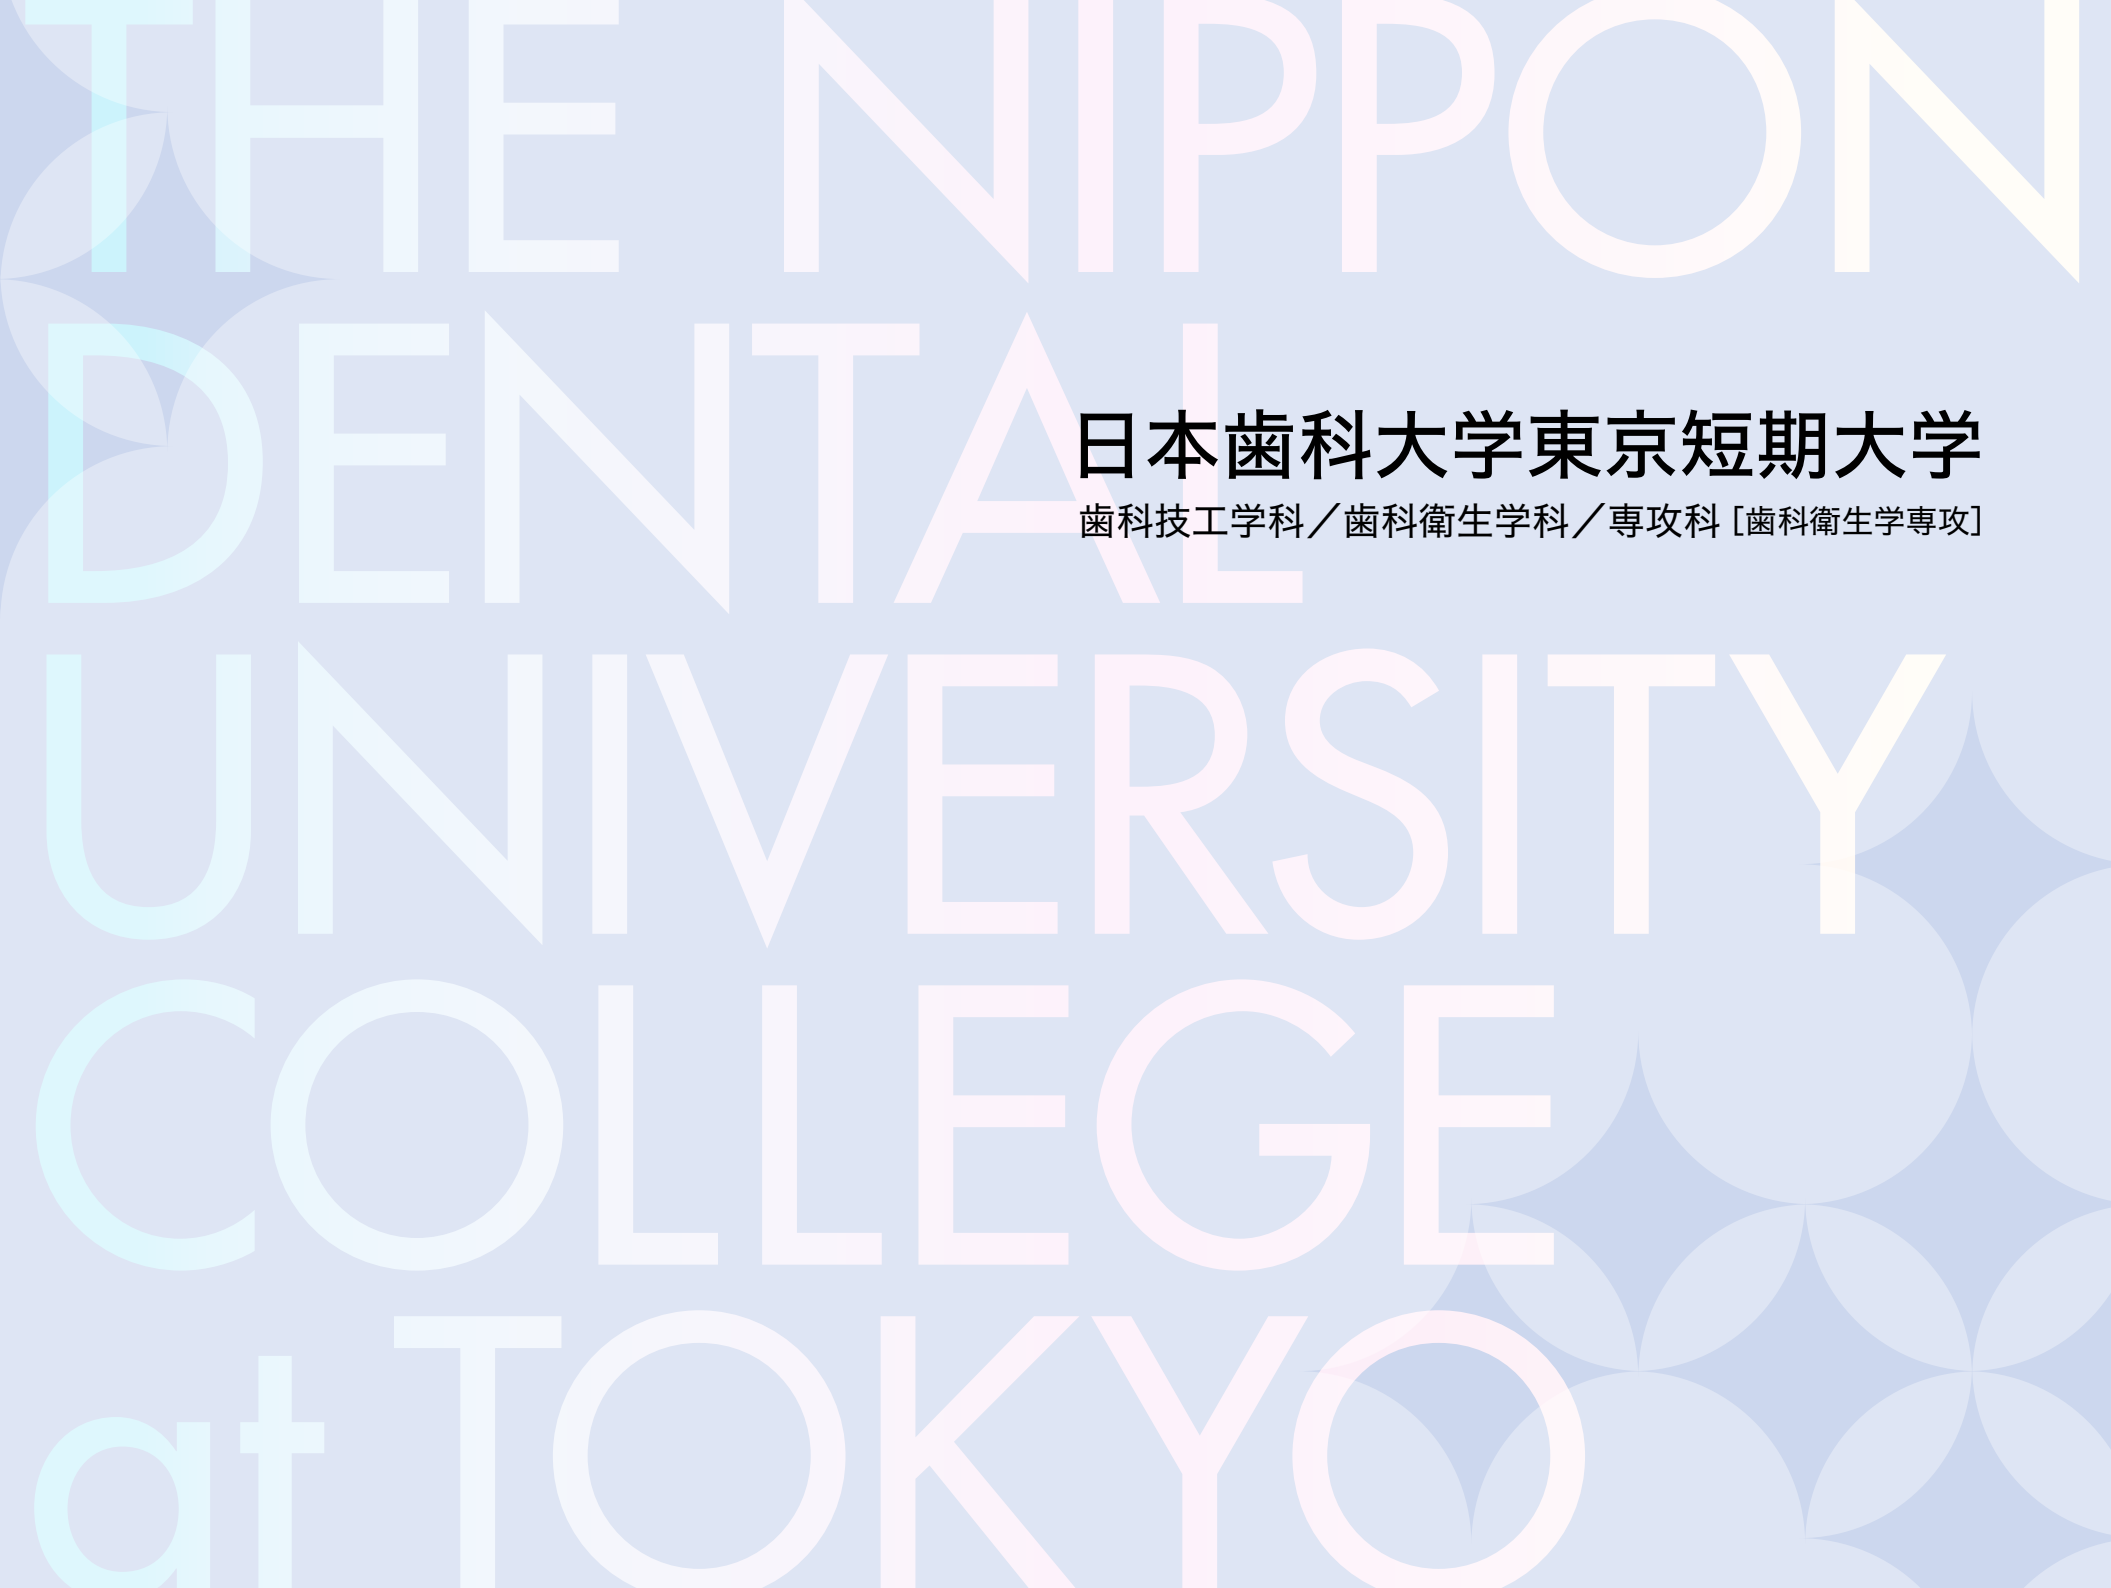 THE NIPPON
DENTAL
日本歯科大学東京短期大学
歯科技工学科／歯科衛生学科／専攻科［歯科衛生学専攻］
UNIVERSITY
COLLEGE
at TOKYO